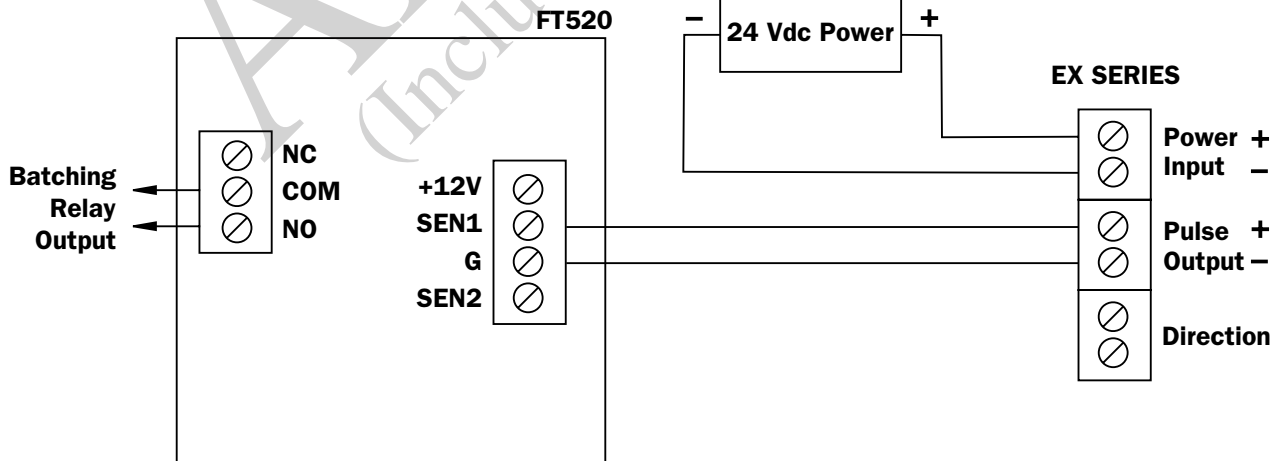 FT520
− 24 Vdc Power +
EX SERIES
NC
COM
NO
Batching
Relay
Output
+12V
SEN1
G
SEN2
Power +
Input −
Pulse +
Output −
Direction
(Inclu